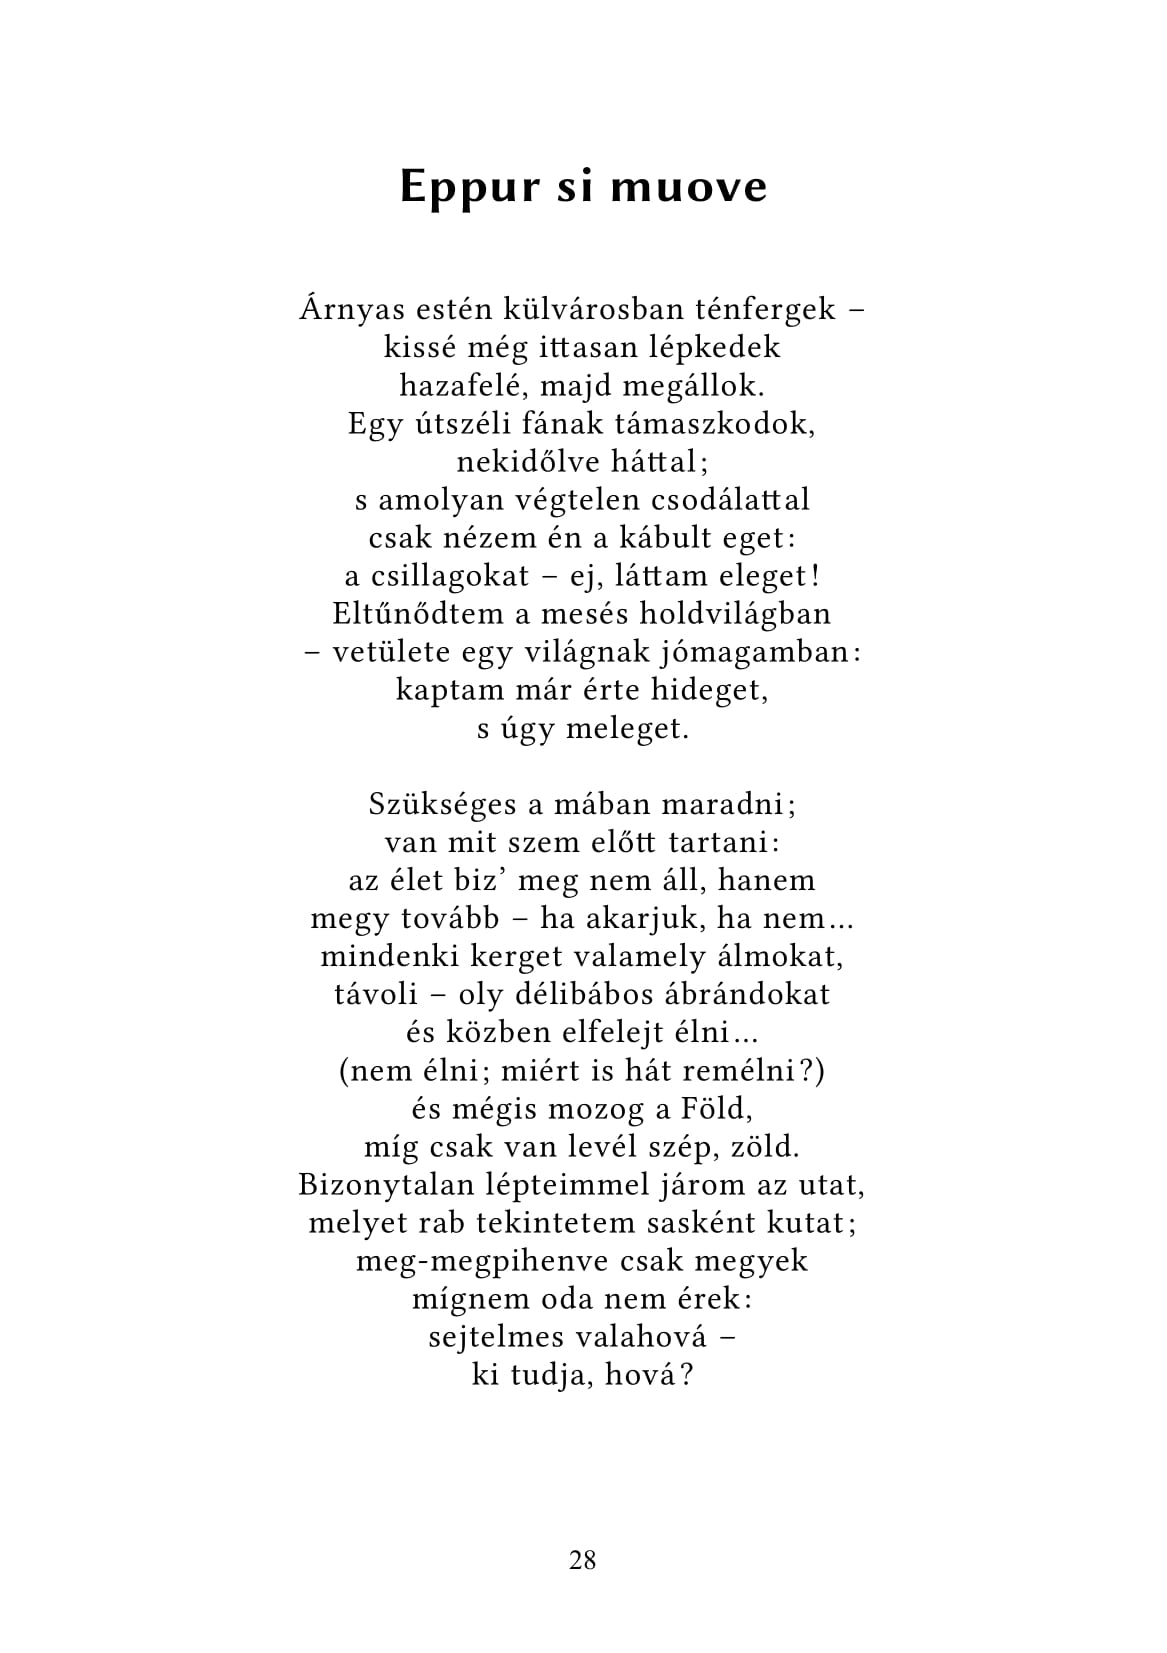 Eppur si muove
Árnyas estén külvárosban ténfergek –
kissé még ittasan lépkedek
hazafelé, majd megállok.
Egy útszéli fának támaszkodok,
nekidőlve háttal;
s amolyan végtelen csodálattal
csak nézem én a kábult eget:
a csillagokat – ej, láttam eleget!
Eltűnődtem a mesés holdvilágban
– vetülete egy világnak jómagamban:
kaptam már érte hideget,
s úgy meleget.
Szükséges a mában maradni;
van mit szem előtt tartani:
az élet biz’ meg nem áll, hanem
megy tovább – ha akarjuk, ha nem…
mindenki kerget valamely álmokat,
távoli – oly délibábos ábrándokat
és közben elfelejt élni…
(nem élni; miért is hát remélni?)
és mégis mozog a Föld,
míg csak van levél szép, zöld.
Bizonytalan lépteimmel járom az utat,
melyet rab tekintetem sasként kutat;
meg-megpihenve csak megyek
mígnem oda nem érek:
sejtelmes valahová –
ki tudja, hová?
28